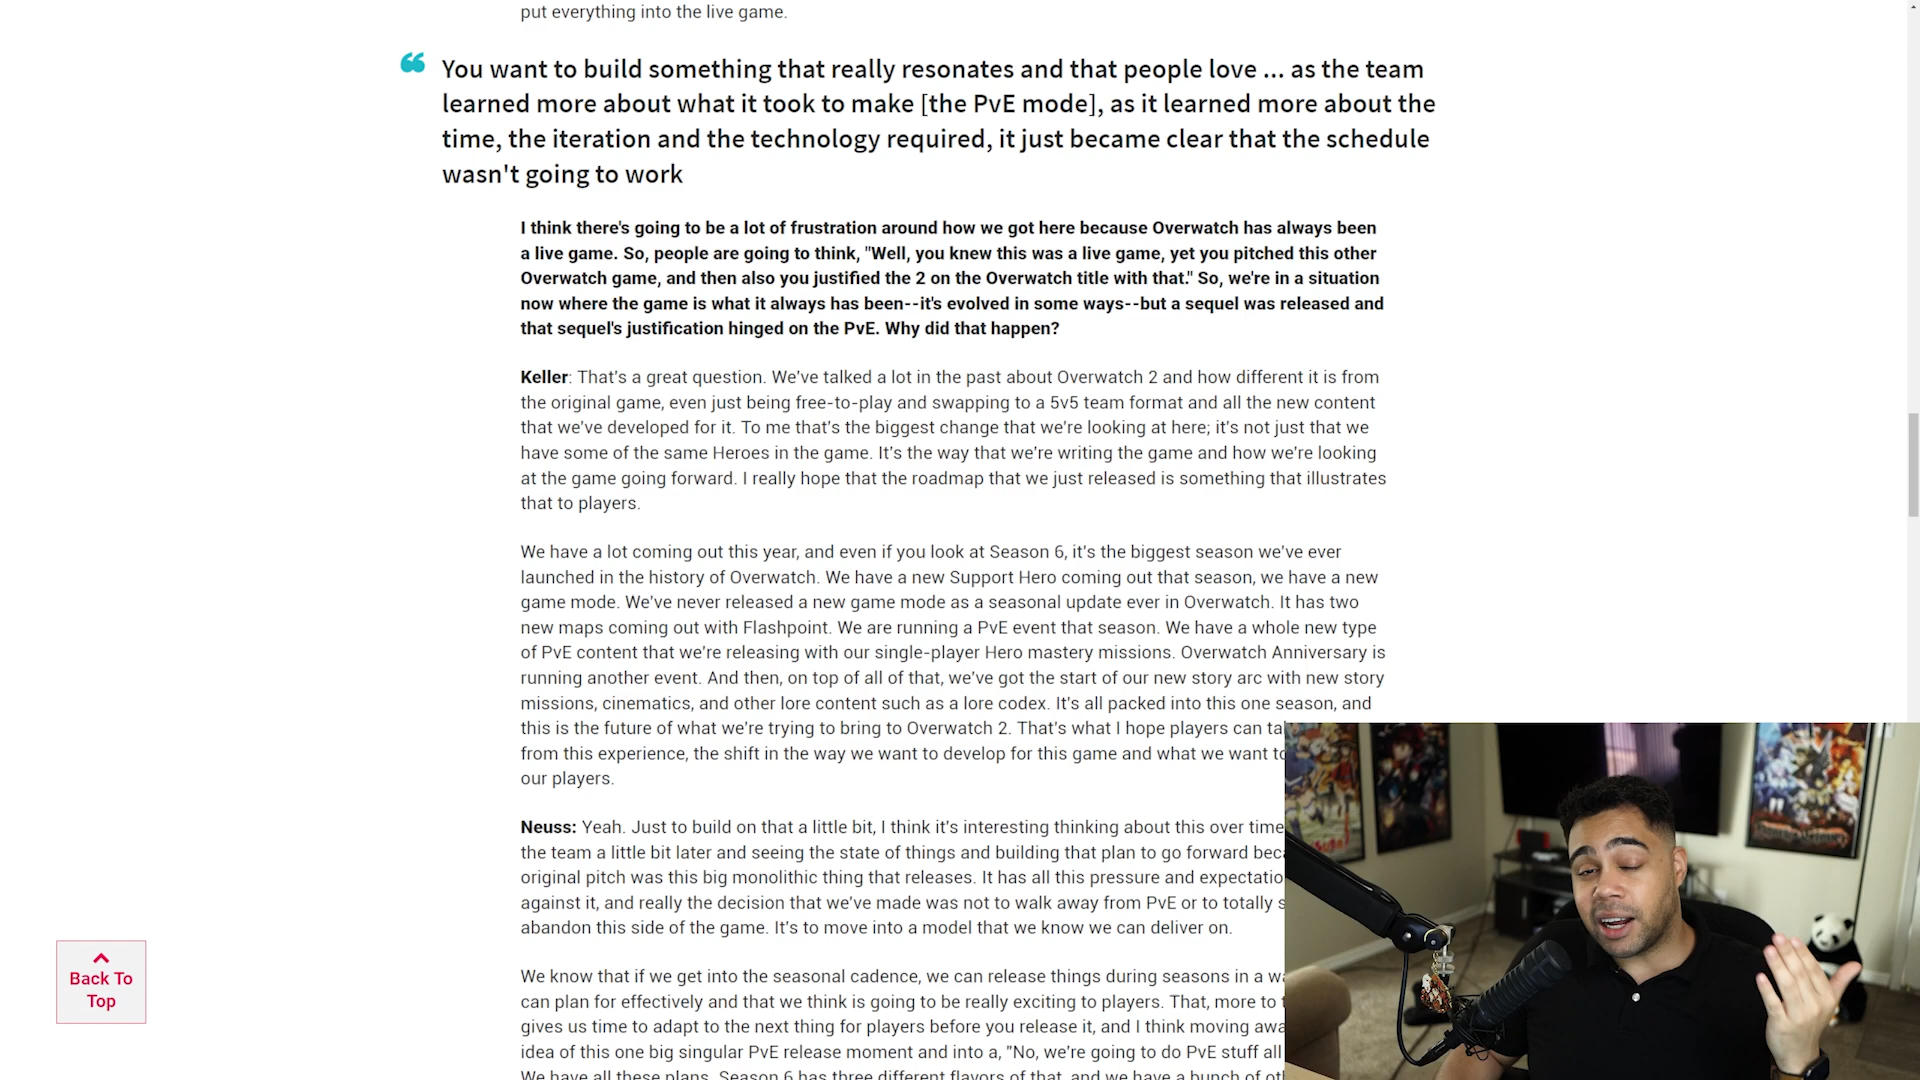 put everything into the live game.
You want to build something that really resonates and that people love ... as the team
learned more about what it took to make [the PvE mode], as it learned more about the
time, the iteration and the technology required, it just became clear that the schedule
wasn't going to work
I think there's going to be a lot of frustration around how we got here because Overwatch has always been
a live game. So, people are going to think, "Well, you knew this was a live game, yet you pitched this other
Overwatch game, and then also you justified the 2 on the Overwatch title with that." So, we're in a situation
now where the game is what it always has been--it's evolved in some ways--but a sequel was released and
that sequel's justification hinged on the PvE. Why did that happen?
Keller: That's a great question. We've talked a lot in the past about Overwatch 2 and how different it is from
the original game, even just being free-to-play and swapping to a 5v5 team format and all the new content
that we've developed for it. To me that's the biggest change that we're looking at here; it's not just that we
have some of the same Heroes in the game. It's the way that we're writing the game and how we're looking
at the game going forward. I really hope that the roadmap that we just released is something that illustrates
that to players.
We have a lot coming out this year, and even if you look at Season 6, it's the biggest season we've ever
launched in the history of Overwatch. We have a new Support Hero coming out that season, we have a new
game mode. We've never released a new game mode as a seasonal update ever in Overwatch. It has two
new maps coming out with Flashpoint. We are running a PvE event that season. We have a whole new type
of PvE content that we're releasing with our single-player Hero mastery missions. Overwatch Anniversary is
running another event. And then, on top of all of that, we've got the start of our new story arc with new story
missions, cinematics, and other lore content such as a lore codex. It's all packed into this one season, and
this is the future of what we're trying to bring to Overwatch 2. That's what I hope players can
from this experience, the shift in the way we want to develop for this game and what we want
our players.
Neuss: Yeah. Just to build on that a little bit, I think it's interesting thinking about this over time
the team a little bit later and seeing the state of things and building that plan to go forward
original pitch was this big monolithic thing that releases. It has all this pressure and
against it, and really the decision that we've made was not to walk away from PvE or to totally
abandon this side of the game. It's to move into a model that we know we can deliver on.
We know that if we get into the seasonal cadence, we can release things during seasons in a
can plan for effectively and that we think is going to be really exciting to players. That, more to
gives us time to adapt to the next thing for players before you release it, and I think moving
idea of this one big singular PvE release moment and into a, "No, we're going to do PvE stuff all
We have all these plans. Season 6 has three different flavors of that, and we have a bunch of
Back To
Top